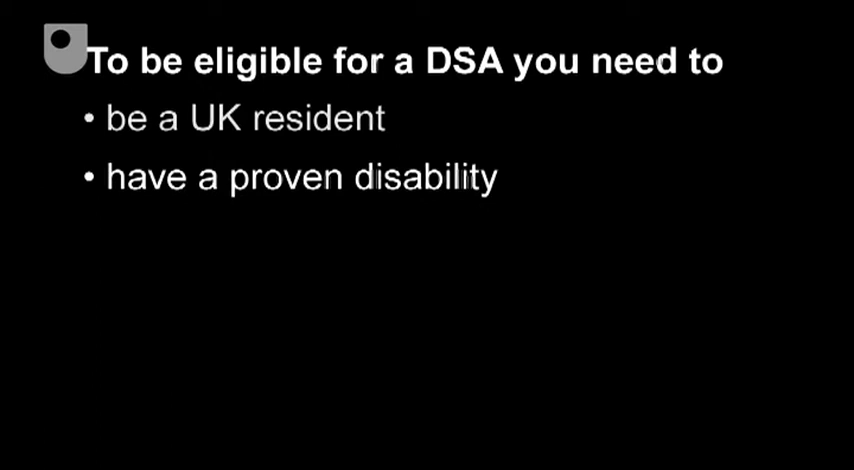 To be eligible for a DSA you need to
• be a UK resident
• have a proven disability